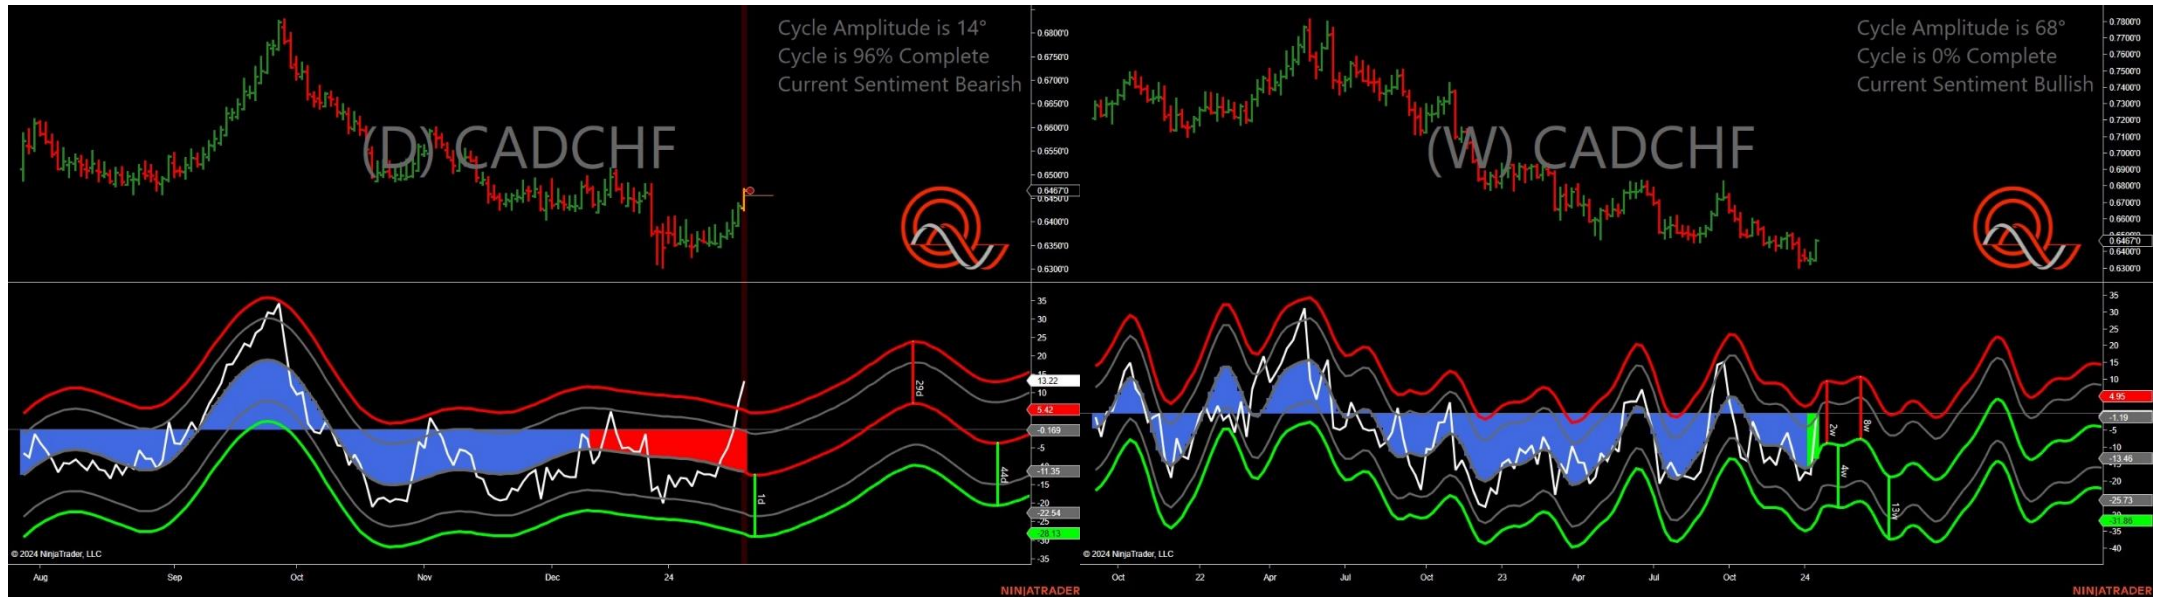 Cycle Amplitude is 14°
Cycle is 96% Complete
Current Sentiment Bearish
(D) CADCHF
0.6800'0
0.6700'0
0.6650'0
0.6600'0
0.6550'0
0.6500'0
0.6467'0
0.6450'0
0.6400'0
0.6350'0
0.6300'0
35
30
25
20
15
13.22
10
5.42
-0.169
-5
-11.35
-15
-20
-22.54
-25
-28.13
-30
-35
29d
44d
1d
© 2024 NinjaTrader, LLC
Aug
Sep
Oct
Nov
Dec
24
NINJATRADER
Cycle Amplitude is 68°
Cycle is 0% Complete
Current Sentiment Bullish
(W) CADCHF
0.7800'0
0.7700'0
0.7600'0
0.7500'0
0.7400'0
0.7300'0
0.7200'0
0.7100'0
0.7000'0
0.6900'0
0.6800'0
0.6700'0
0.6600'0
0.6467'0
0.6400'0
0.6300'0
35
30
25
20
15
10
4.95
-1.19
-5
-10
-13.46
-20
-25.73
-31.86
-35
-40
2w
8w
4w
13w
© 2024 NinjaTrader, LLC
Oct
22
Apr
Jul
Oct
23
Apr
Jul
Oct
24
NINJATRADER